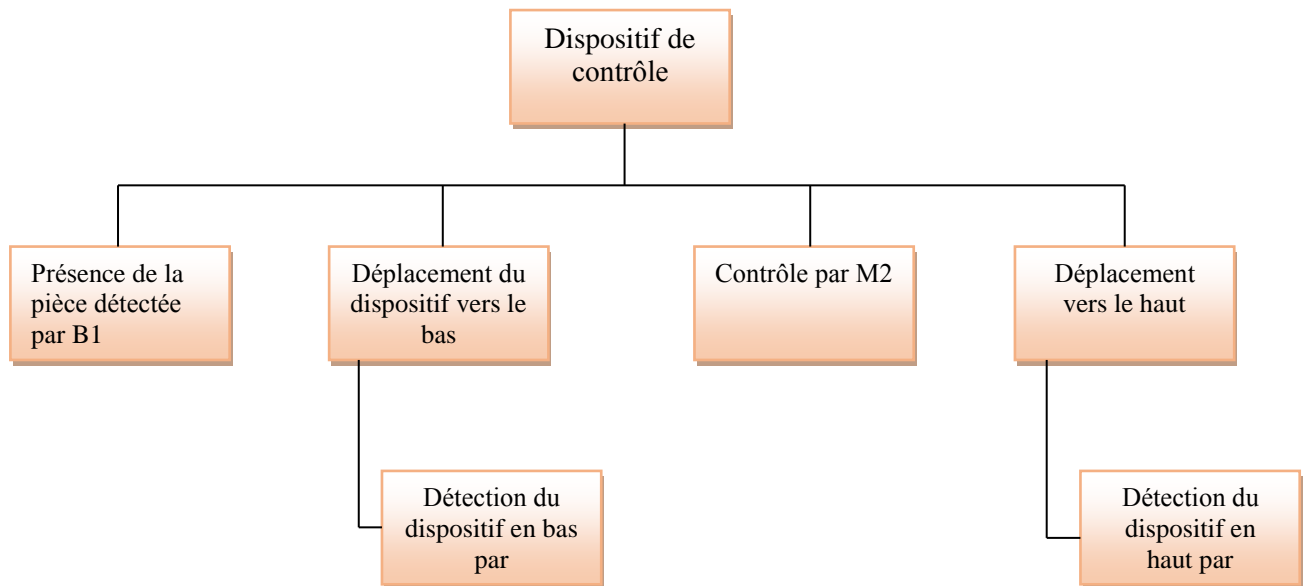 Dispositif de
contrôle
Présence de la
pièce détectée
par B1
Déplacement du
dispositif vers le
bas
Contrôle par M2
Déplacement
vers le haut
Détection du
dispositif en bas
par
Détection du
dispositif en
haut par